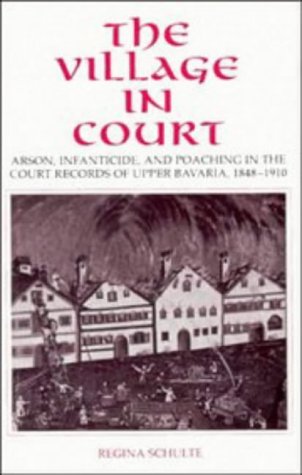 THE
VILLAGE
IN
COURT
ARSON, INFANTICIDE, AND POACHING IN THE
COURT RECORDS OF UPPER BAVARIA, 1848–1910
REGINA SCHULTE